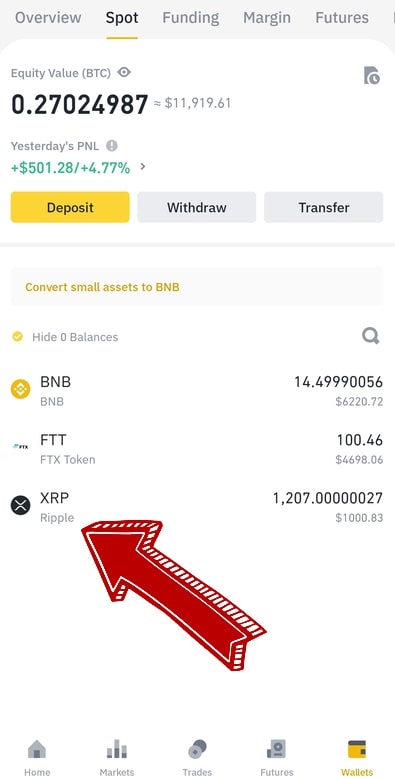 Overview Spot Funding Margin Futures
Equity Value (BTC)
0.27024987 ≈ $11,919.61
Yesterday's PNL
+$501.28/+4.77% >
Deposit Withdraw Transfer
Convert small assets to BNB
Hide 0 Balances
BNB 14.49990056
BNB $6220.72
FTX
FTT 100.46
FTX Token $4698.06
XRP 1,207.00000027
Ripple $1000.83
Home Markets Trades Futures Wallets